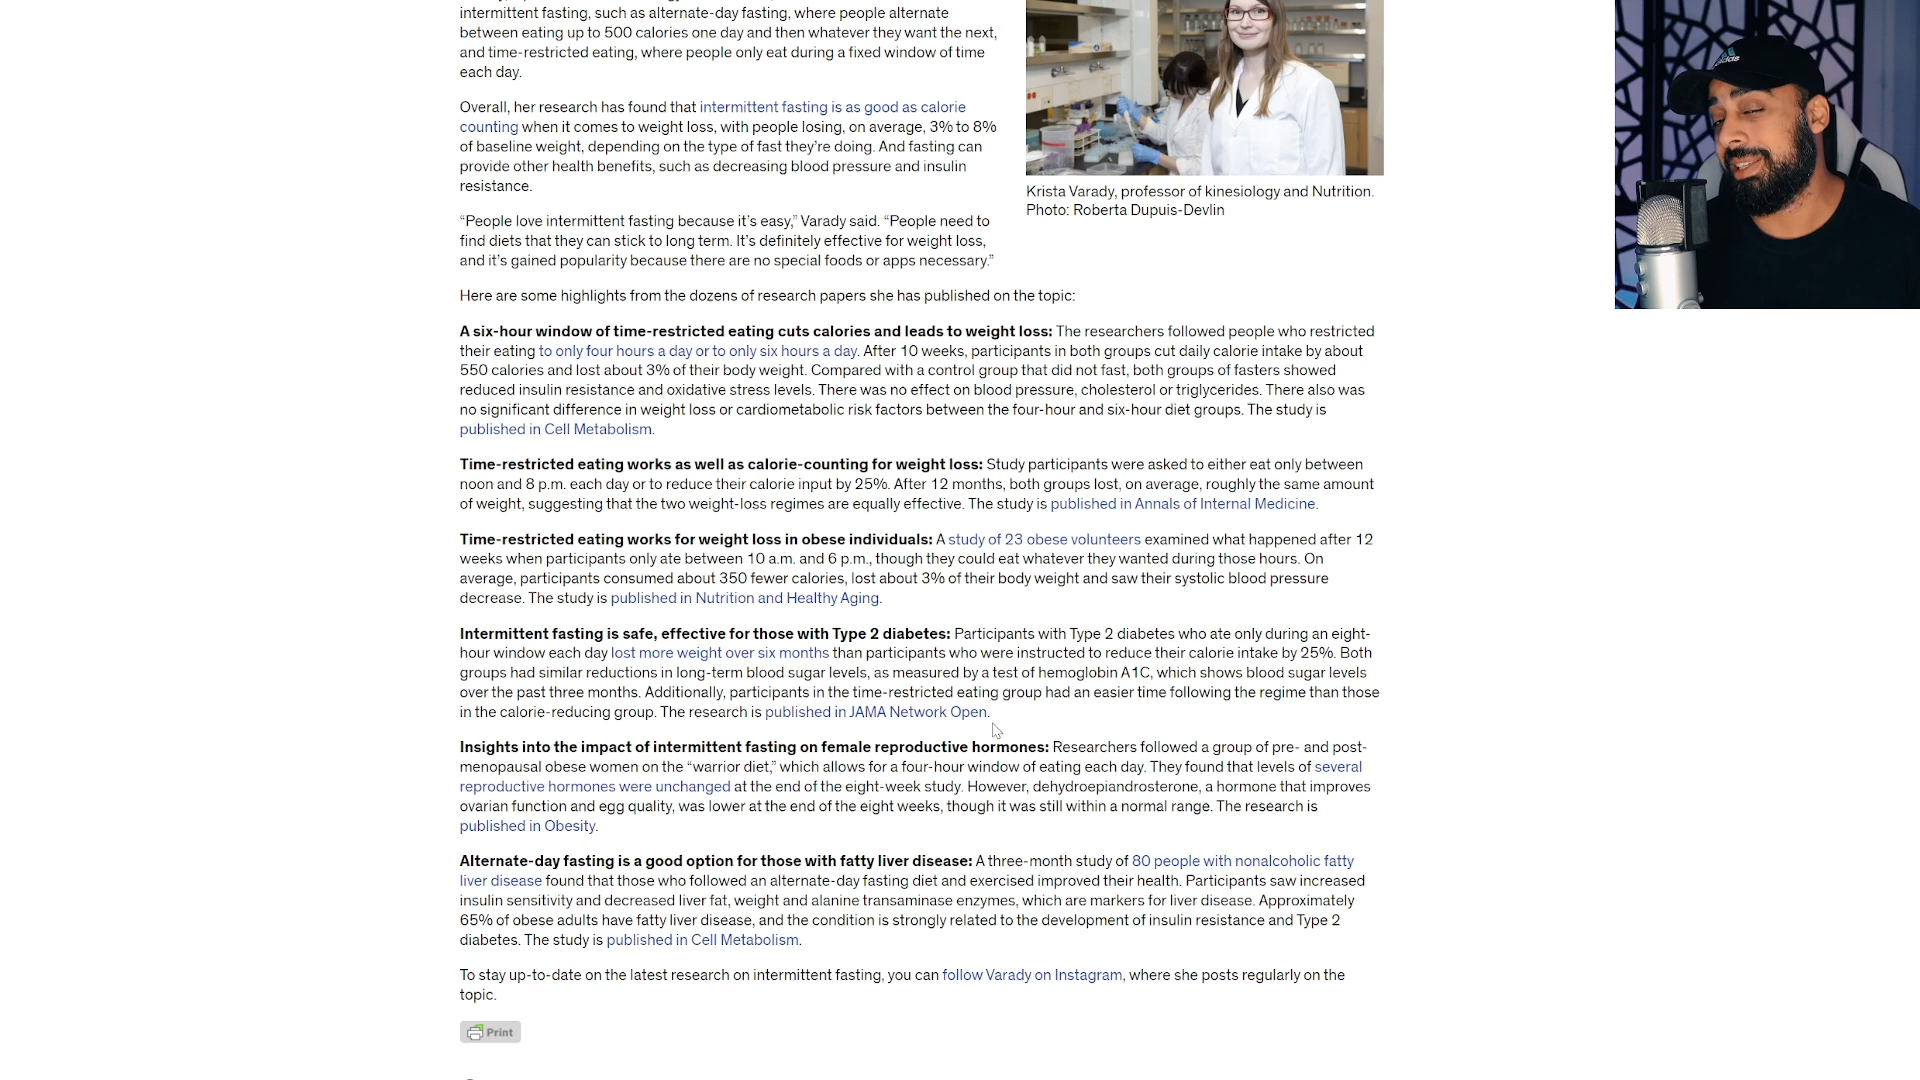 intermittent fasting, such as alternate-day fasting, where people alternate
between eating up to 500 calories one day and then whatever they want the next,
and time-restricted eating, where people only eat during a fixed window of time
each day.
Overall, her research has found that intermittent fasting is as good as calorie
counting when it comes to weight loss, with people losing, on average, 3% to 8%
of baseline weight, depending on the type of fast they’re doing. And fasting can
provide other health benefits, such as decreasing blood pressure and insulin
resistance.
“People love intermittent fasting because it’s easy,” Varady said. “People need to
find diets that they can stick to long term. It’s definitely effective for weight loss,
and it’s gained popularity because there are no special foods or apps necessary.”
Krista Varady, professor of kinesiology and Nutrition.
Photo: Roberta Dupuis-Devlin
Here are some highlights from the dozens of research papers she has published on the topic:
A six-hour window of time-restricted eating cuts calories and leads to weight loss: The researchers followed people who restricted
their eating to only four hours a day or to only six hours a day. After 10 weeks, participants in both groups cut daily calorie intake by about
550 calories and lost about 3% of their body weight. Compared with a control group that did not fast, both groups of fasters showed
reduced insulin resistance and oxidative stress levels. There was no effect on blood pressure, cholesterol or triglycerides. There also was
no significant difference in weight loss or cardiometabolic risk factors between the four-hour and six-hour diet groups. The study is
published in Cell Metabolism.
Time-restricted eating works as well as calorie-counting for weight loss: Study participants were asked to either eat only between
noon and 8 p.m. each day or to reduce their calorie input by 25%. After 12 months, both groups lost, on average, roughly the same amount
of weight, suggesting that the two weight-loss regimes are equally effective. The study is published in Annals of Internal Medicine.
Time-restricted eating works for weight loss in obese individuals: A study of 23 obese volunteers examined what happened after 12
weeks when participants only ate between 10 a.m. and 6 p.m., though they could eat whatever they wanted during those hours. On
average, participants consumed about 350 fewer calories, lost about 3% of their body weight and saw their systolic blood pressure
decrease. The study is published in Nutrition and Healthy Aging.
Intermittent fasting is safe, effective for those with Type 2 diabetes: Participants with Type 2 diabetes who ate only during an eight-
hour window each day lost more weight over six months than participants who were instructed to reduce their calorie intake by 25%. Both
groups had similar reductions in long-term blood sugar levels, as measured by a test of hemoglobin A1C, which shows blood sugar levels
over the past three months. Additionally, participants in the time-restricted eating group had an easier time following the regime than those
in the calorie-reducing group. The research is published in JAMA Network Open.
Insights into the impact of intermittent fasting on female reproductive hormones: Researchers followed a group of pre- and post-
menopausal obese women on the “warrior diet,” which allows for a four-hour window of eating each day. They found that levels of several
reproductive hormones were unchanged at the end of the eight-week study. However, dehydroepiandrosterone, a hormone that improves
ovarian function and egg quality, was lower at the end of the eight weeks, though it was still within a normal range. The research is
published in Obesity.
Alternate-day fasting is a good option for those with fatty liver disease: A three-month study of 80 people with nonalcoholic fatty
liver disease found that those who followed an alternate-day fasting diet and exercised improved their health. Participants saw increased
insulin sensitivity and decreased liver fat, weight and alanine transaminase enzymes, which are markers for liver disease. Approximately
65% of obese adults have fatty liver disease, and the condition is strongly related to the development of insulin resistance and Type 2
diabetes. The study is published in Cell Metabolism.
To stay up-to-date on the latest research on intermittent fasting, you can follow Varady on Instagram, where she posts regularly on the
topic.
Print